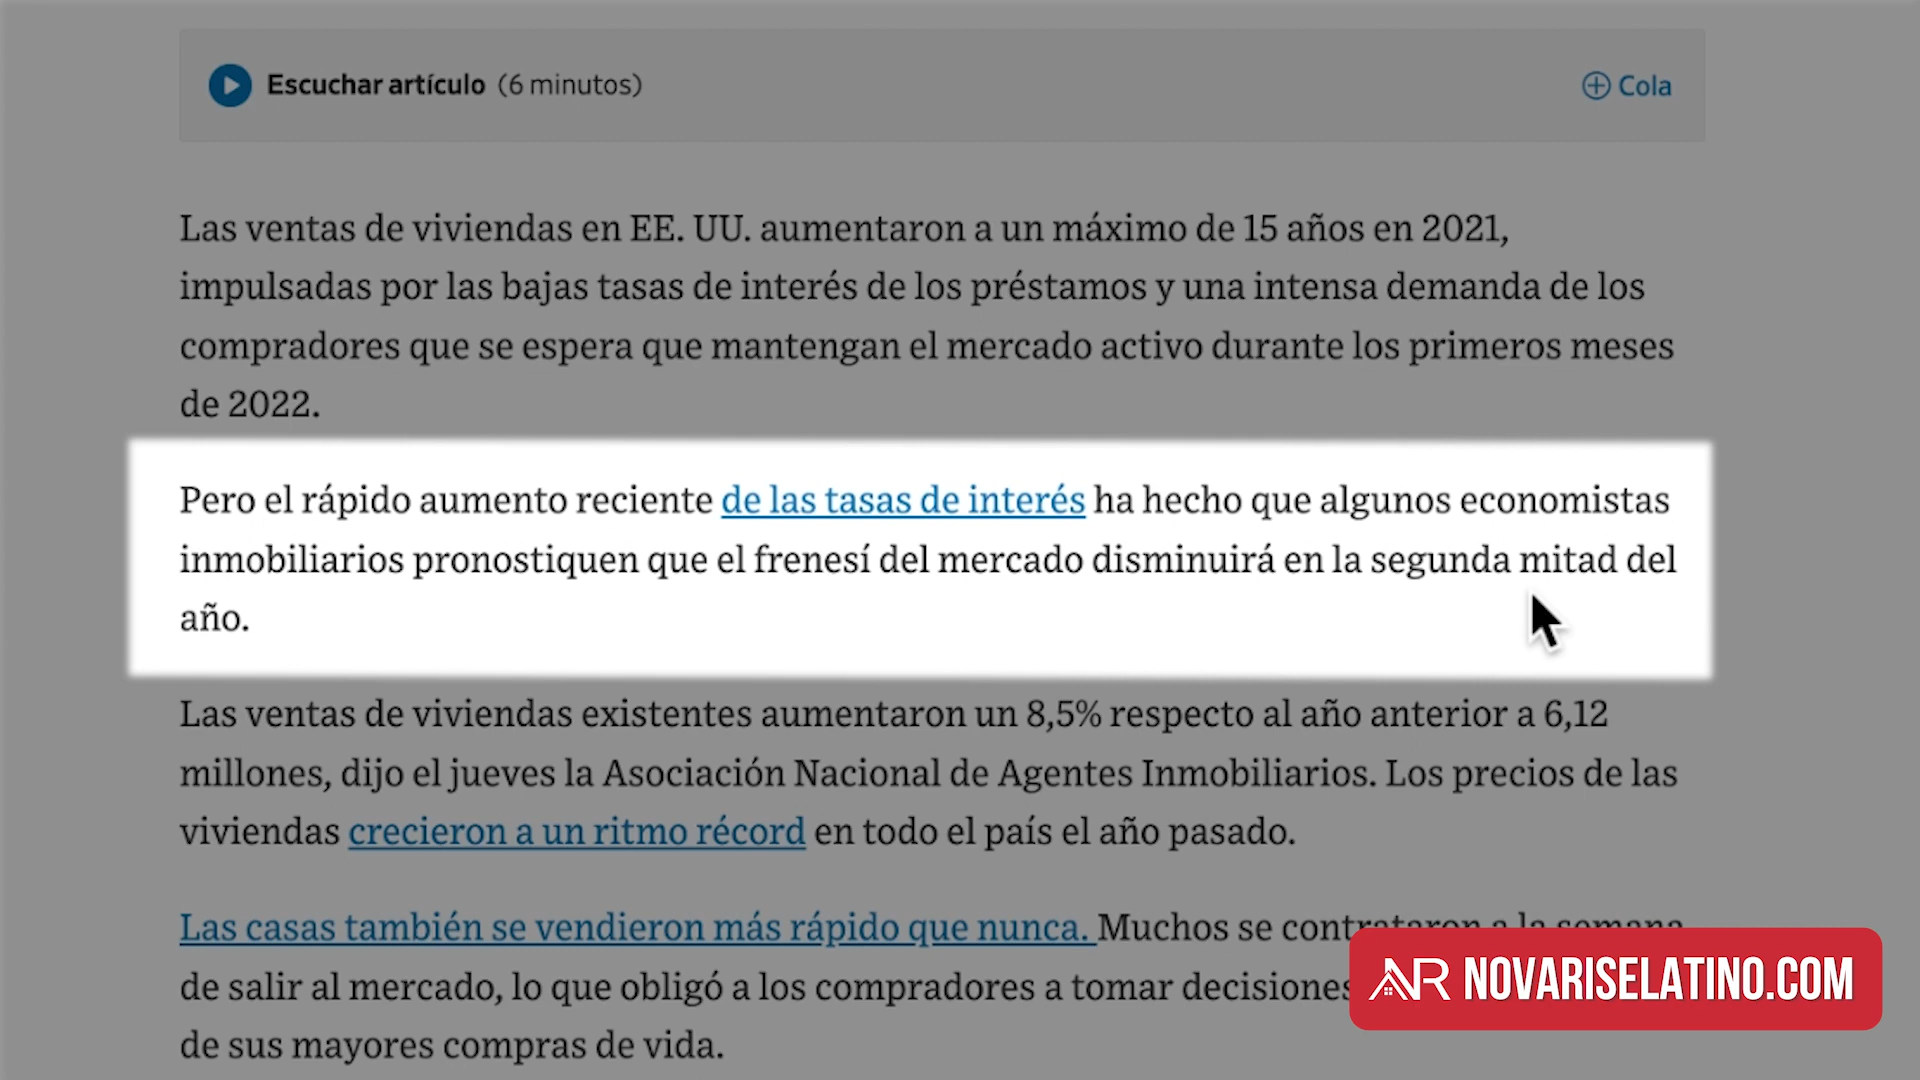 Escuchar artículo (6 minutos)
Cola
Las ventas de viviendas en EE. UU. aumentaron a un máximo de 15 años en 2021,
impulsadas por las bajas tasas de interés de los préstamos y una intensa demanda de los
compradores que se espera que mantengan el mercado activo durante los primeros meses
de 2022.
Pero el rápido aumento reciente de las tasas de interés ha hecho que algunos economistas
inmobiliarios pronostiquen que el frenesí del mercado disminuirá en la segunda mitad del
año.
Las ventas de viviendas existentes aumentaron un 8,5% respecto al año anterior a 6,12
millones, dijo el jueves la Asociación Nacional de Agentes Inmobiliarios. Los precios de las
viviendas crecieron a un ritmo récord en todo el país el año pasado.
Las casas también se vendieron más rápido que nunca. Muchos se contrataron a la semana
de salir al mercado, lo que obligó a los compradores a tomar decisiones
de sus mayores compras de vida.
NR NOVARISELATINO.COM